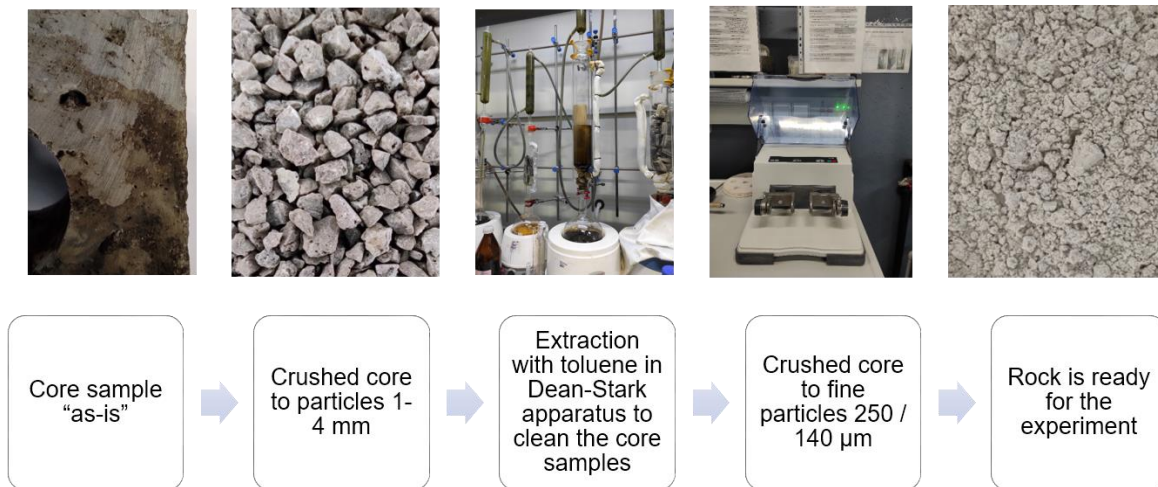 Core sample
“as-is”
Crushed core
to particles 1-
4 mm
Extraction
with toluene in
Dean-Stark
apparatus to
clean the core
samples
Crushed core
to fine
particles 250 /
140 µm
Rock is ready
for the
experiment